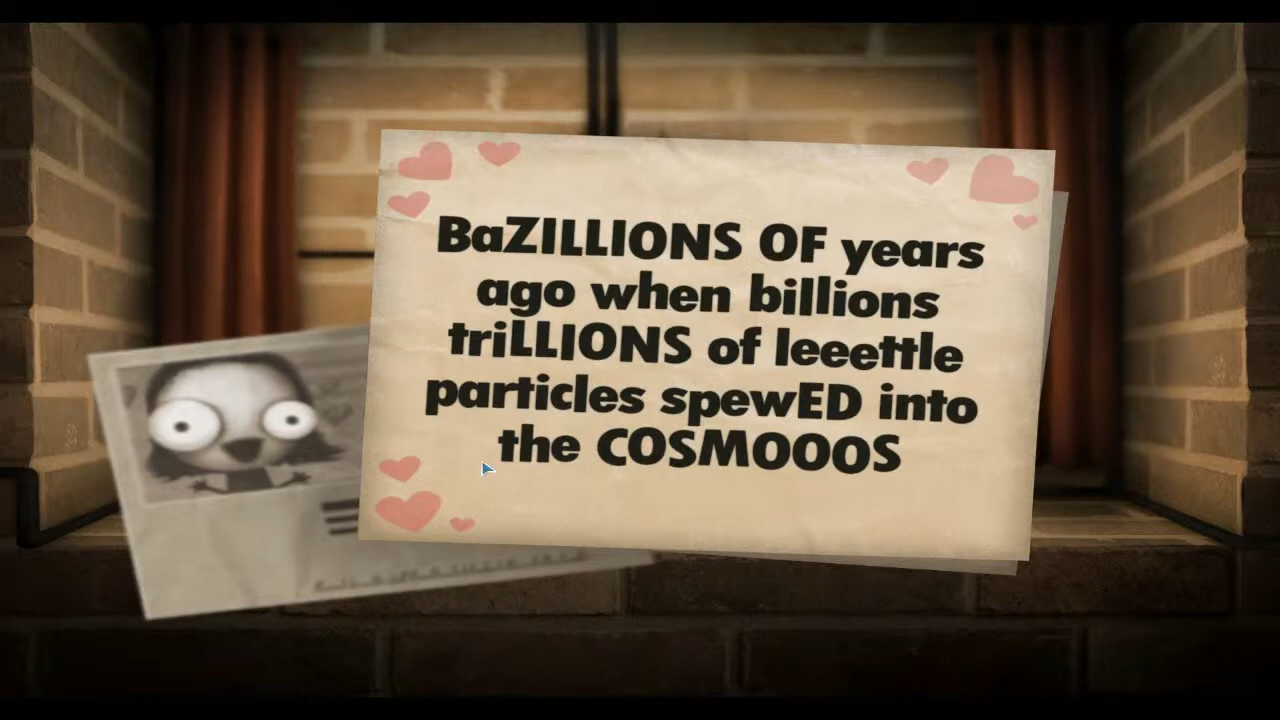 BaZILLIONS OF years
ago when billions
triLLIONS of leeettle
particles spewED into
the COSMOOOS